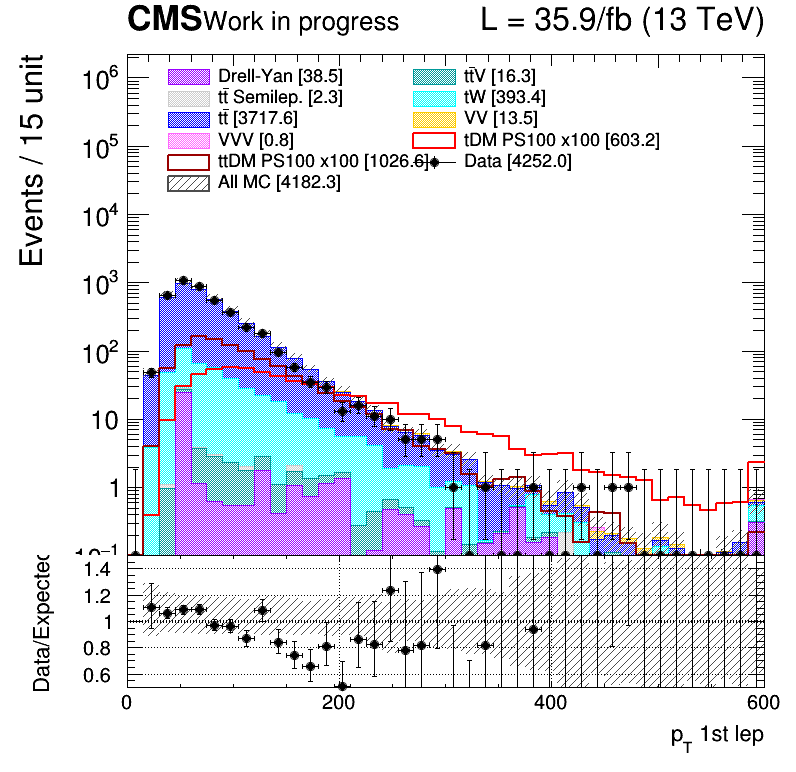 CMS Work in progress L = 35.9/fb (13 TeV)
Events / 15 unit
10⁶
10⁵
10⁴
10³
10²
10
1
10⁻¹
Drell-Yan [38.5] tt̄V [16.3]
tt̄ Semilep. [2.3] tW [393.4]
tt̄ [3717.6] VV [13.5]
VVV [0.8] tDM PS100 x100 [603.2]
ttDM PS100 x100 [1026.6] Data [4252.0]
All MC [4182.3]
Data/Expected
1.4
1.2
1
0.8
0.6
0 200 400 600
p_T 1st lep